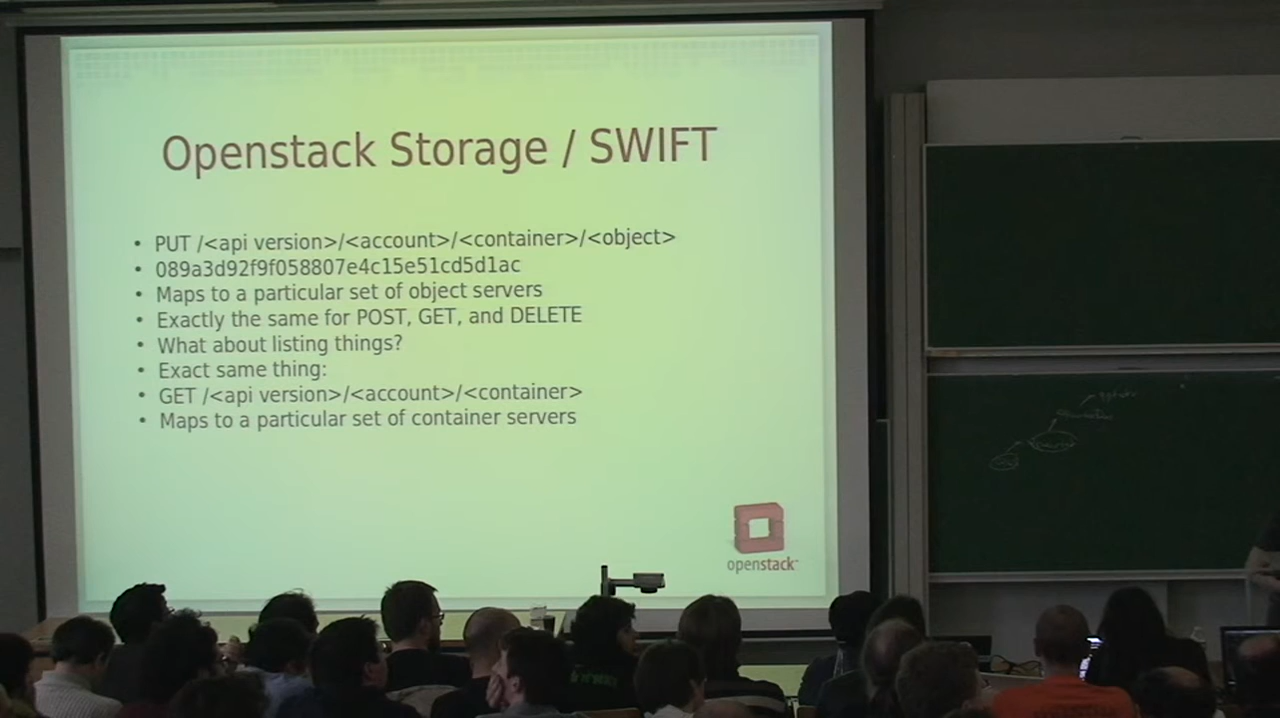 Openstack Storage / SWIFT
• PUT /<api version>/<account>/<container>/<object>
• 089a3d92f9f058807e4c15e51cd5d1ac
• Maps to a particular set of object servers
• Exactly the same for POST, GET, and DELETE
• What about listing things?
• Exact same thing:
• GET /<api version>/<account>/<container>
• Maps to a particular set of container servers
openstack™